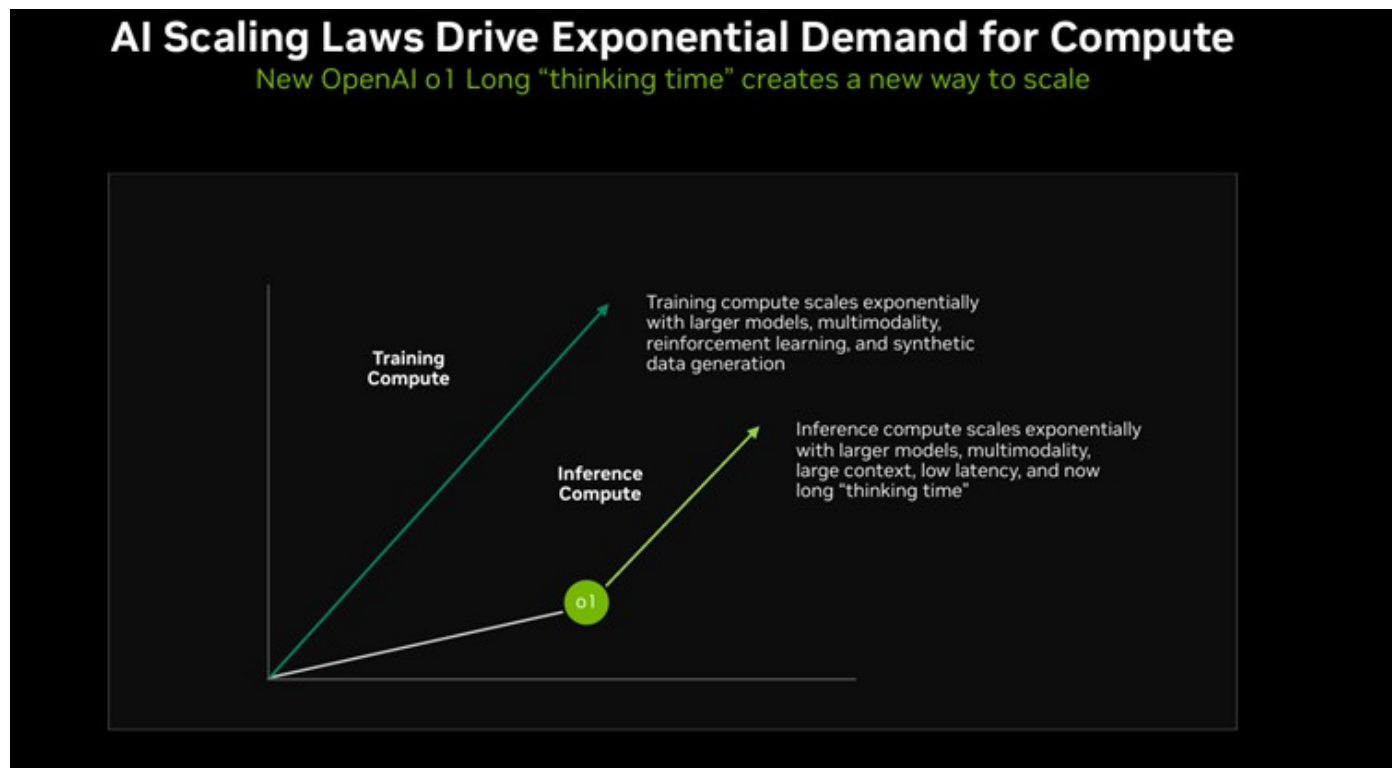 AI Scaling Laws Drive Exponential Demand for Compute
New OpenAI o1 Long “thinking time” creates a new way to scale
Training
Compute
Training compute scales exponentially
with larger models, multimodality,
reinforcement learning, and synthetic
data generation
Inference
Compute
Inference compute scales exponentially
with larger models, multimodality,
large context, low latency, and now
long “thinking time”
o1